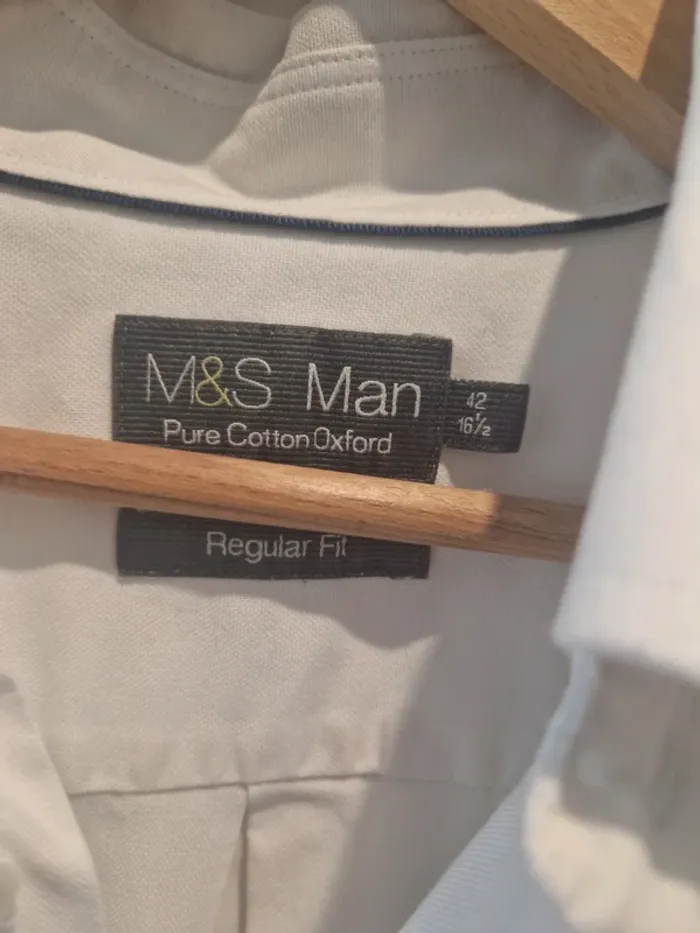 M&S Man
Pure Cotton Oxford
Regular Fit
42
16½